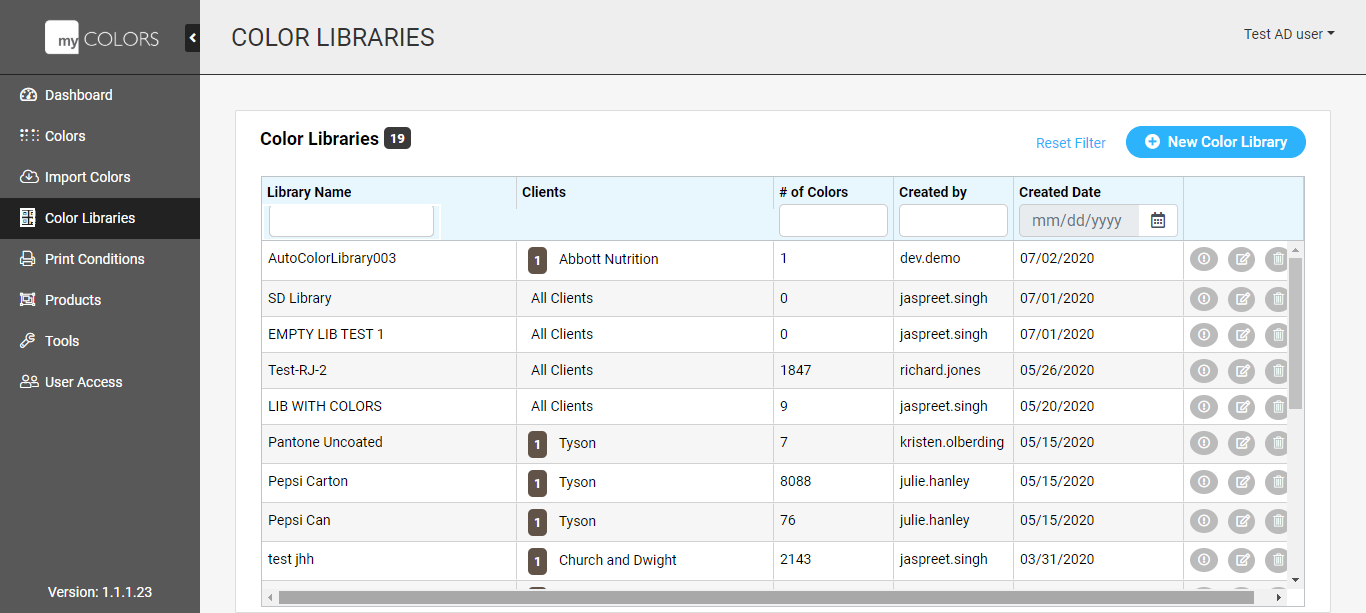 my COLORS
COLOR LIBRARIES
Test AD user
Dashboard
Colors
Import Colors
Color Libraries
Print Conditions
Products
Tools
User Access
Version: 1.1.1.23
Color Libraries 19
Reset Filter
New Color Library
Library Name Clients # of Colors Created by Created Date
mm/dd/yyyy
AutoColorLibrary003 1 Abbott Nutrition 1 dev.demo 07/02/2020
SD Library All Clients 0 jaspreet.singh 07/01/2020
EMPTY LIB TEST 1 All Clients 0 jaspreet.singh 07/01/2020
Test-RJ-2 All Clients 1847 richard.jones 05/26/2020
LIB WITH COLORS All Clients 9 jaspreet.singh 05/20/2020
Pantone Uncoated 1 Tyson 7 kristen.olberding 05/15/2020
Pepsi Carton 1 Tyson 8088 julie.hanley 05/15/2020
Pepsi Can 1 Tyson 76 julie.hanley 05/15/2020
test jhh 1 Church and Dwight 2143 jaspreet.singh 03/31/2020